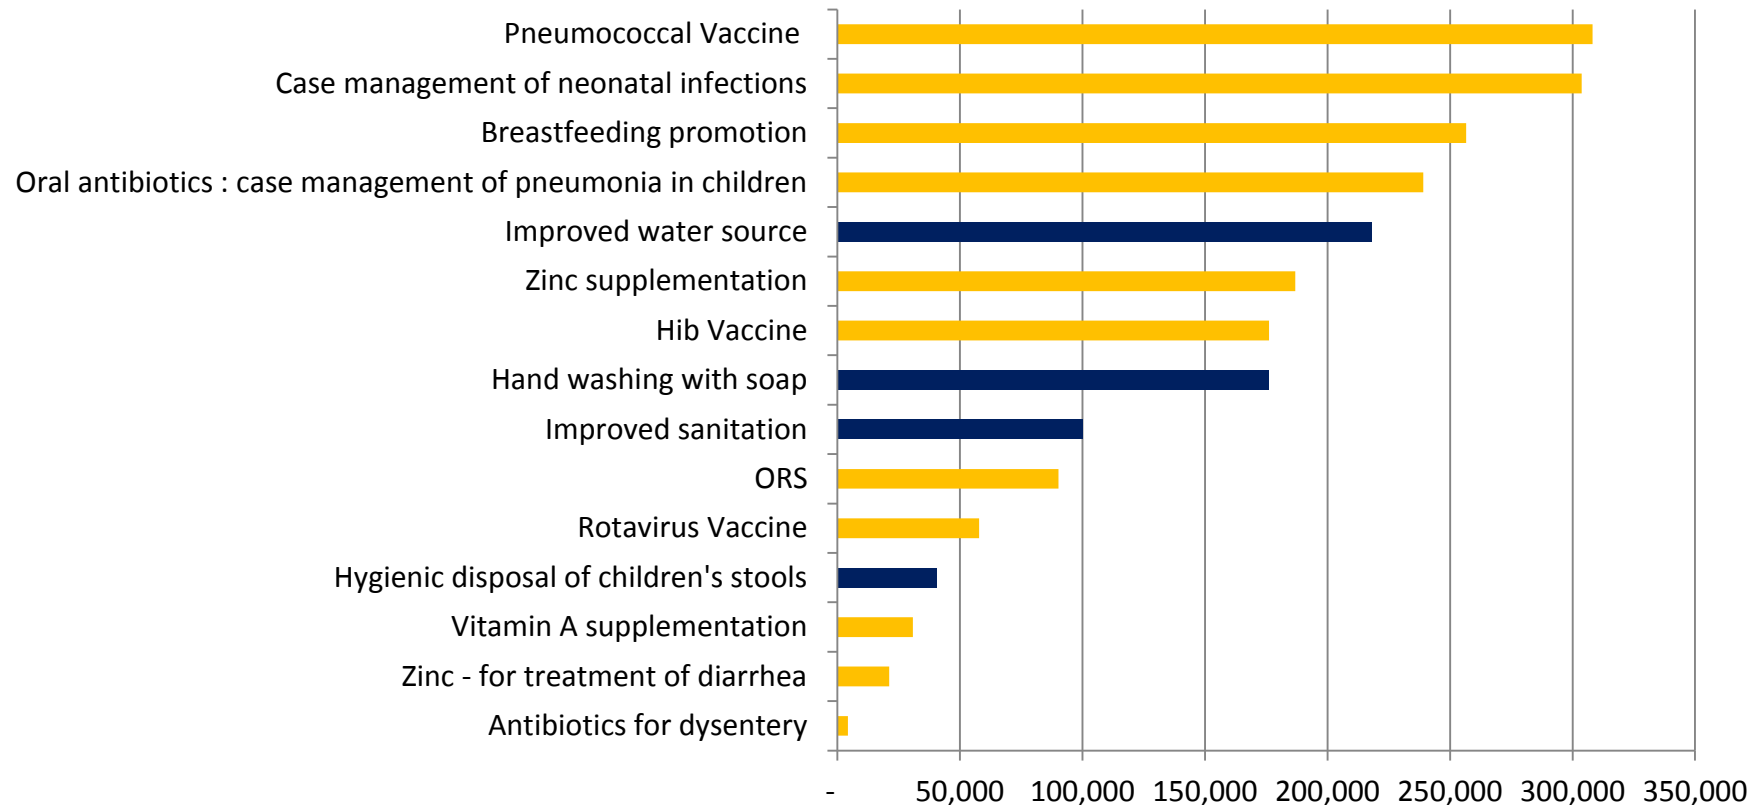 Pneumococcal Vaccine
Case management of neonatal infections
Breastfeeding promotion
Oral antibiotics : case management of pneumonia in children
Improved water source
Zinc supplementation
Hib Vaccine
Hand washing with soap
Improved sanitation
ORS
Rotavirus Vaccine
Hygienic disposal of children's stools
Vitamin A supplementation
Zinc - for treatment of diarrhea
Antibiotics for dysentery
- 50,000 100,000 150,000 200,000 250,000 300,000 350,000